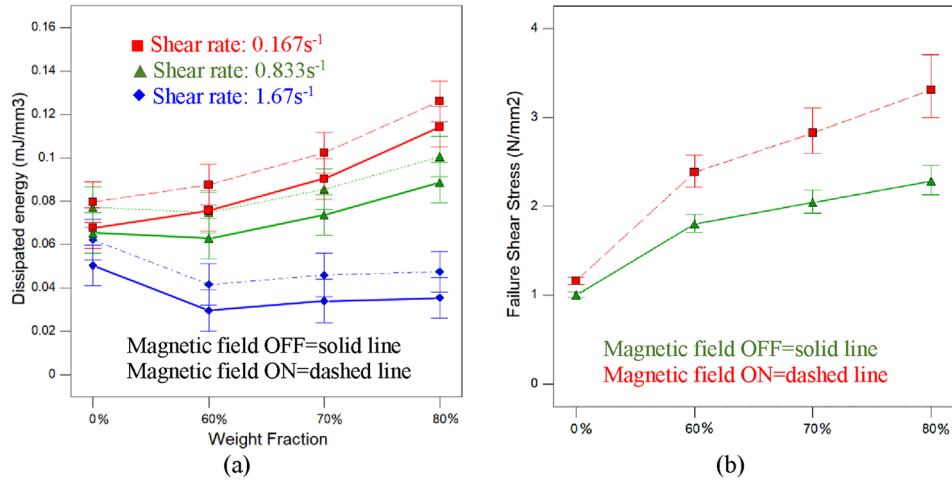 0.16
0.14
0.12
0.1
0.08
0.06
0.04
0.02
0
Dissipated energy (mJ/mm3)
Shear rate: 0.167s⁻¹
Shear rate: 0.833s⁻¹
Shear rate: 1.67s⁻¹
Magnetic field OFF=solid line
Magnetic field ON=dashed line
0% 60% 70% 80%
Weight Fraction
(a)
4
3
2
1
0
Failure Shear Stress (N/mm2)
Magnetic field OFF=solid line
Magnetic field ON=dashed line
0% 60% 70% 80%
(b)